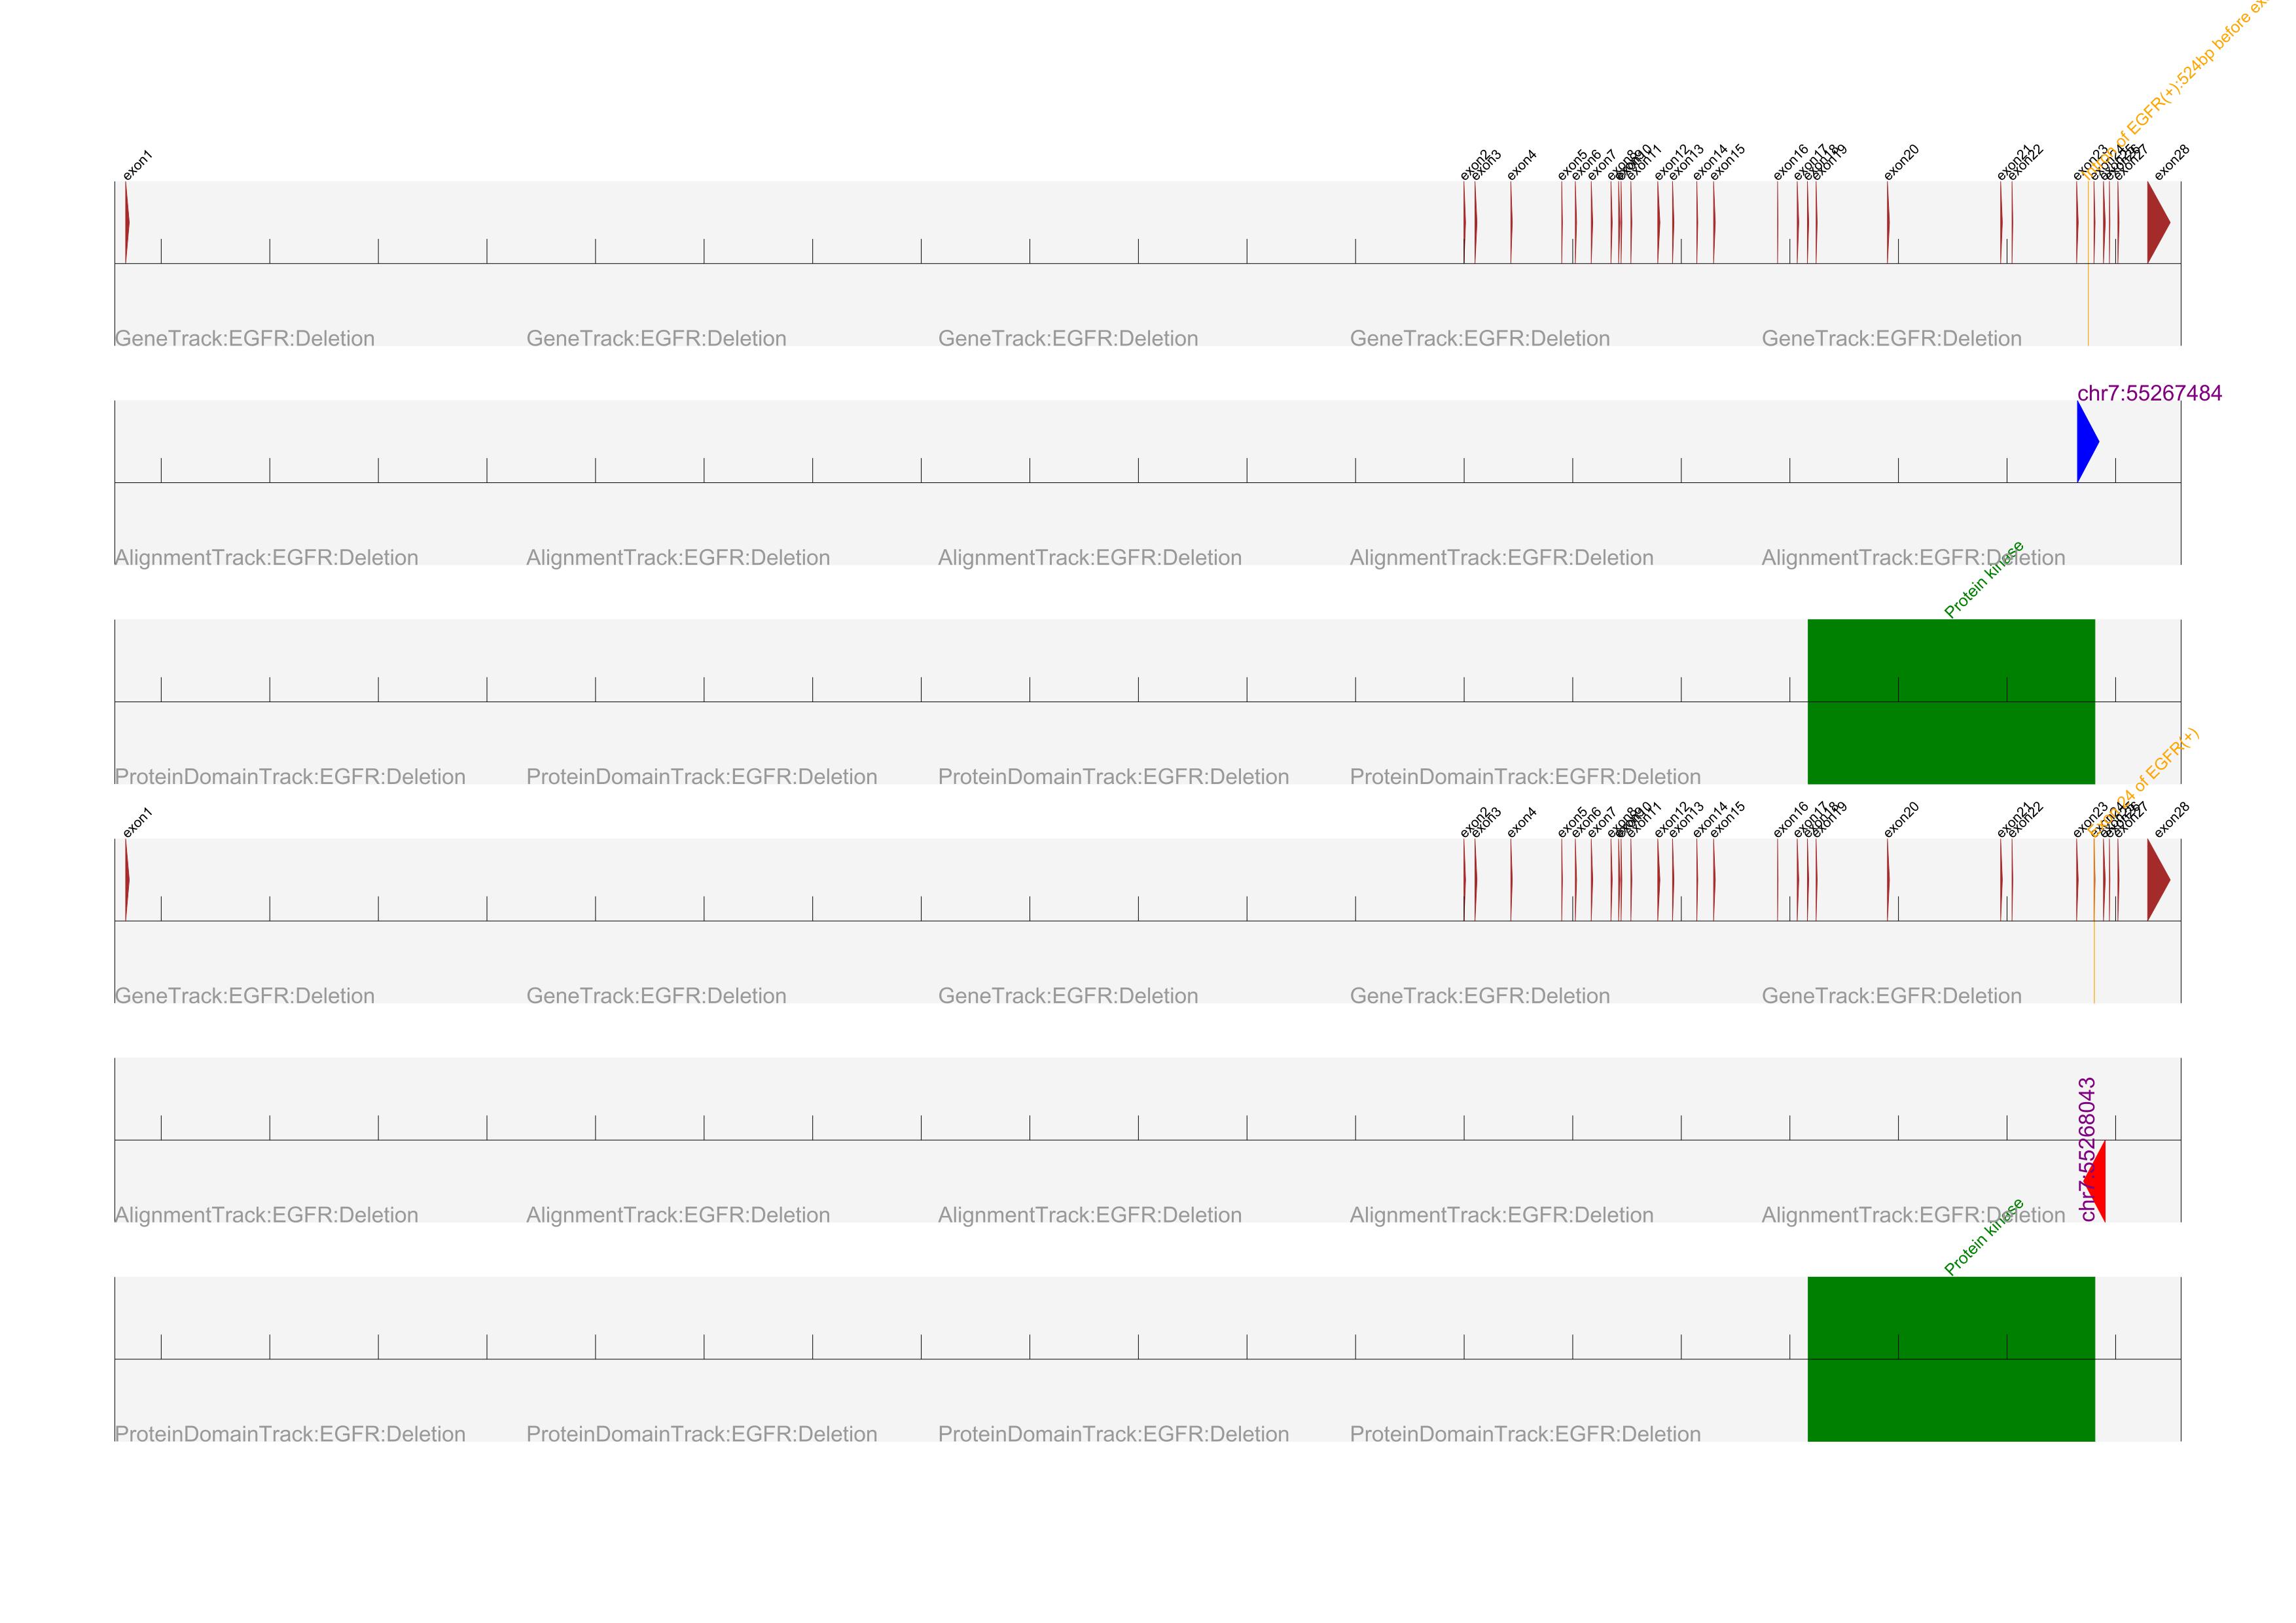 Intron of EGFR(+):524bp before
exon1 exon2 exon3 exon4 exon5 exon6 exon7 exon8 exon9 exon10 exon11 exon12 exon13 exon14 exon15 exon16 exon17 exon18 exon19 exon20 exon21 exon22 exon23 exon24 exon25 exon26 exon27 exon28
GeneTrack:EGFR:Deletion GeneTrack:EGFR:Deletion GeneTrack:EGFR:Deletion GeneTrack:EGFR:Deletion GeneTrack:EGFR:Deletion
chr7:55267484
AlignmentTrack:EGFR:Deletion AlignmentTrack:EGFR:Deletion AlignmentTrack:EGFR:Deletion AlignmentTrack:EGFR:Deletion AlignmentTrack:EGFR:Deletion
Protein kinase
ProteinDomainTrack:EGFR:Deletion ProteinDomainTrack:EGFR:Deletion ProteinDomainTrack:EGFR:Deletion ProteinDomainTrack:EGFR:Deletion
Exon 24 of EGFR(+)
exon1 exon2 exon3 exon4 exon5 exon6 exon7 exon8 exon9 exon10 exon11 exon12 exon13 exon14 exon15 exon16 exon17 exon18 exon19 exon20 exon21 exon22 exon23 exon24 exon25 exon26 exon27 exon28
GeneTrack:EGFR:Deletion GeneTrack:EGFR:Deletion GeneTrack:EGFR:Deletion GeneTrack:EGFR:Deletion GeneTrack:EGFR:Deletion
chr7:55268043
AlignmentTrack:EGFR:Deletion AlignmentTrack:EGFR:Deletion AlignmentTrack:EGFR:Deletion AlignmentTrack:EGFR:Deletion AlignmentTrack:EGFR:Deletion
Protein kinase
ProteinDomainTrack:EGFR:Deletion ProteinDomainTrack:EGFR:Deletion ProteinDomainTrack:EGFR:Deletion ProteinDomainTrack:EGFR:Deletion